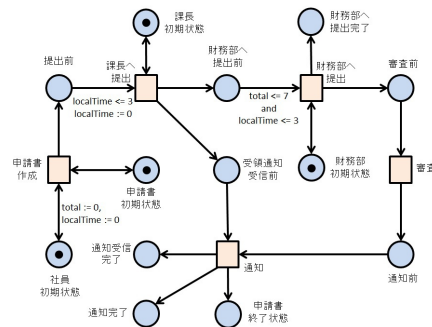 課長
初期状態
財務部へ
提出完了
提出前
課長へ
提出
財務部へ
提出前
財務部へ
提出
審査前
localTime <= 3
localTime := 0
total <= 7
and
localTime <= 3
申請書
作成
申請書
初期状態
受領通知
受信前
財務部
初期状態
審査
total := 0,
localTime := 0
社員
初期状態
通知受信
完了
通知
通知前
通知完了
申請書
終了状態